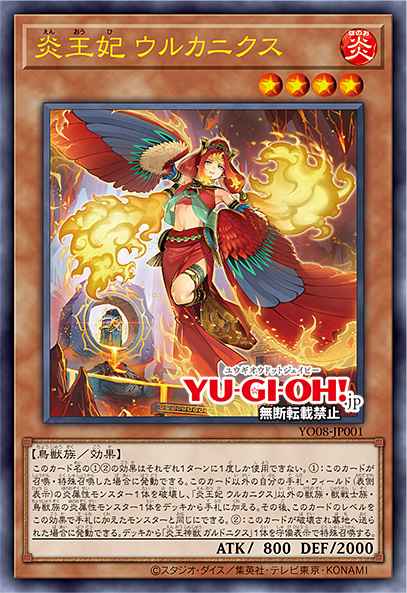 えんおうひ
炎王妃 ウルカニクス
ほのお
炎
ユウギオウドットジェイピー
YU-GI-OH!.jp
無断転載禁止
YO08-JP001
【鳥獣族／効果】
このカード名の①②の効果はそれぞれ１ターンに１度しか使用できない。①：このカードが
召喚・特殊召喚した場合に発動できる。このカード以外の自分の手札・フィールド（表側
表示）の炎属性モンスター１体を破壊し、「炎王妃 ウルカニクス」以外の獣族・獣戦士族・
鳥獣族の炎属性モンスター１体をデッキから手札に加える。その後、このカードのレベルを
この効果で手札に加えたモンスターと同じにできる。②：このカードが破壊され墓地へ送
られた場合に発動できる。デッキから「炎王神獣 ガルドニクス」１体を守備表示で特殊召喚する。
ATK/ 800 DEF/2000
©スタジオ・ダイス／集英社・テレビ東京・KONAMI